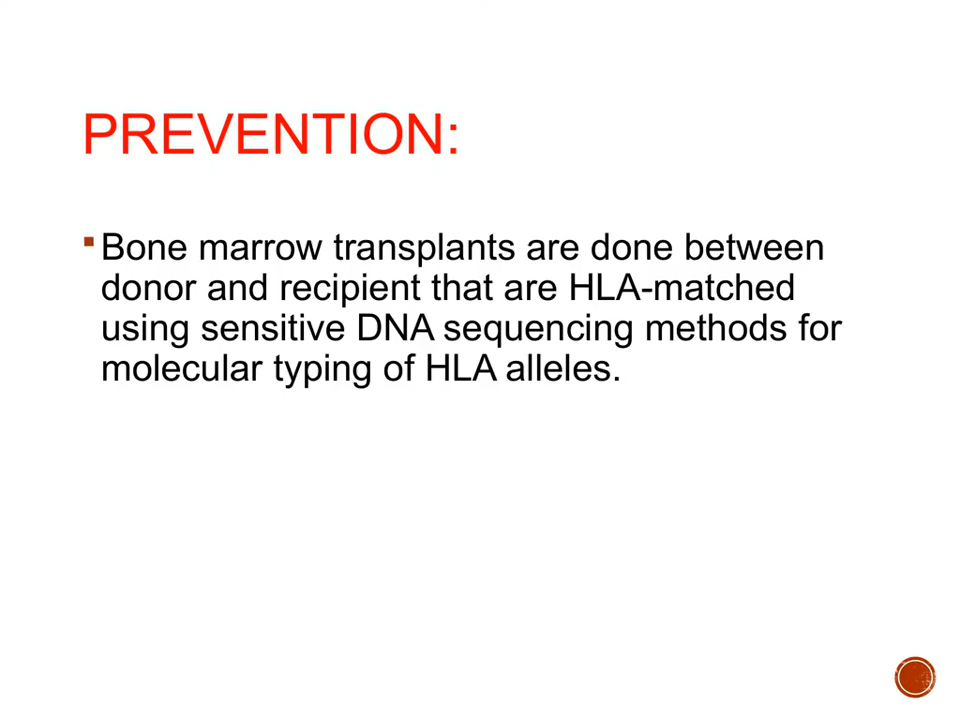 PREVENTION:
Bone marrow transplants are done between
donor and recipient that are HLA-matched
using sensitive DNA sequencing methods for
molecular typing of HLA alleles.